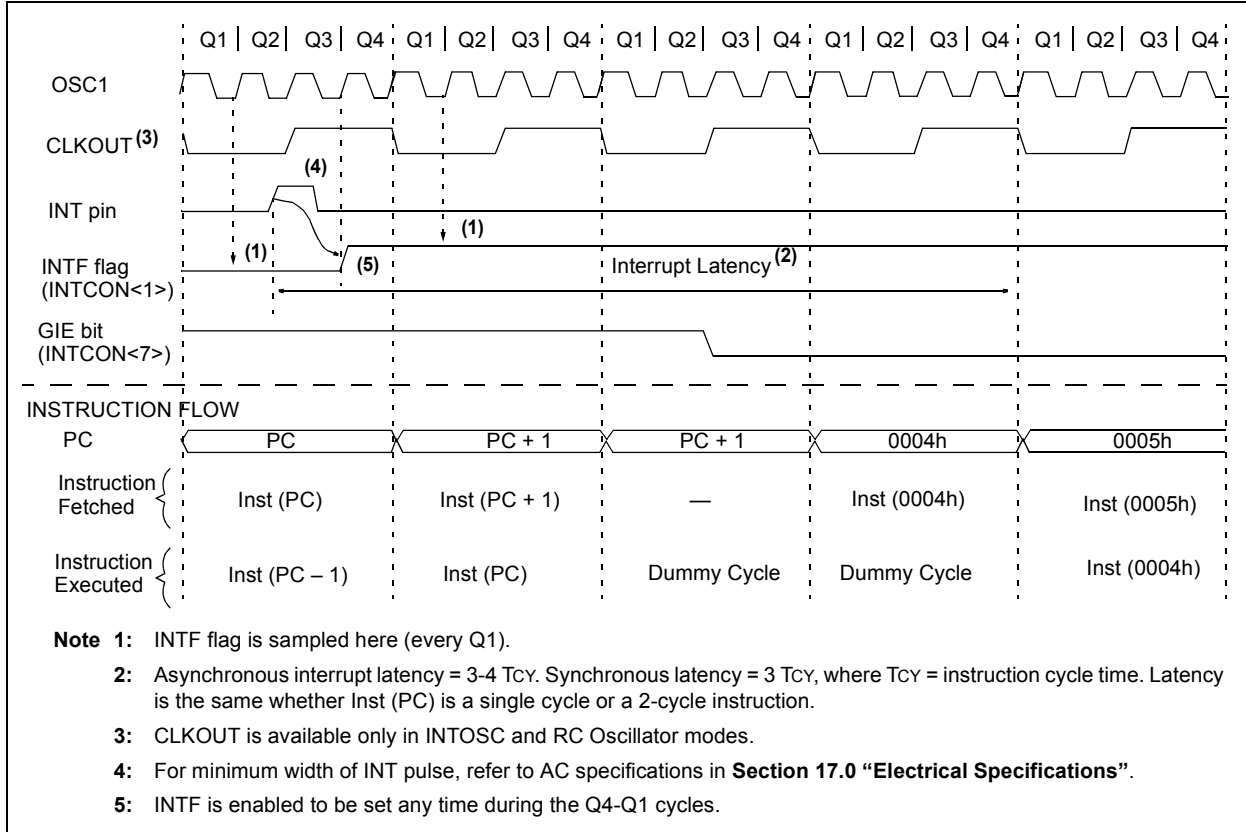 Q1 Q2 Q3 Q4 Q1 Q2 Q3 Q4 Q1 Q2 Q3 Q4 Q1 Q2 Q3 Q4 Q1 Q2 Q3 Q4
OSC1
CLKOUT (3)
(4)
INT pin
(1)
(1)
INTF flag
(INTCON<1>)
(5)
Interrupt Latency (2)
GIE bit
(INTCON<7>)
INSTRUCTION FLOW
PC PC PC + 1 PC + 1 0004h 0005h
Instruction
Fetched
Inst (PC) Inst (PC + 1) — Inst (0004h) Inst (0005h)
Instruction
Executed
Inst (PC – 1) Inst (PC) Dummy Cycle Dummy Cycle Inst (0004h)
Note 1: INTF flag is sampled here (every Q1).
2: Asynchronous interrupt latency = 3-4 TCY. Synchronous latency = 3 TCY, where TCY = instruction cycle time. Latency
is the same whether Inst (PC) is a single cycle or a 2-cycle instruction.
3: CLKOUT is available only in INTOSC and RC Oscillator modes.
4: For minimum width of INT pulse, refer to AC specifications in Section 17.0 “Electrical Specifications”.
5: INTF is enabled to be set any time during the Q4-Q1 cycles.